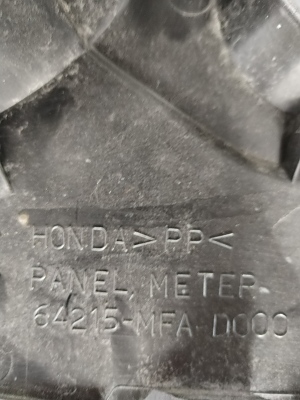 HONDA >PP<
PANEL, METER
64215-MFA D000